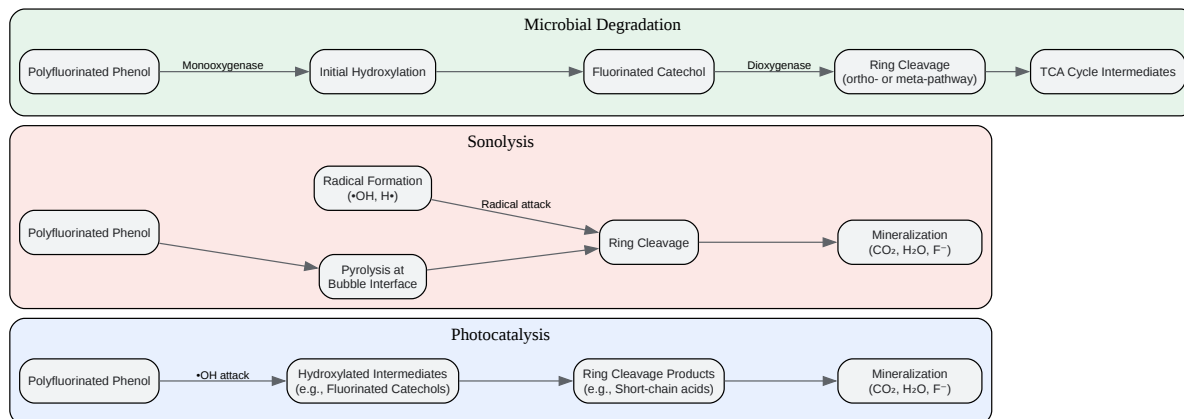 Microbial Degradation
Polyfluorinated Phenol
Monooxygenase
Initial Hydroxylation
Fluorinated Catechol
Dioxygenase
Ring Cleavage
(ortho- or meta-pathway)
TCA Cycle Intermediates
Sonolysis
Polyfluorinated Phenol
Radical Formation
(•OH, H•)
Radical attack
Pyrolysis at
Bubble Interface
Ring Cleavage
Mineralization
(CO₂, H₂O, F⁻)
Photocatalysis
Polyfluorinated Phenol
•OH attack
Hydroxylated Intermediates
(e.g., Fluorinated Catechols)
Ring Cleavage Products
(e.g., Short-chain acids)
Mineralization
(CO₂, H₂O, F⁻)